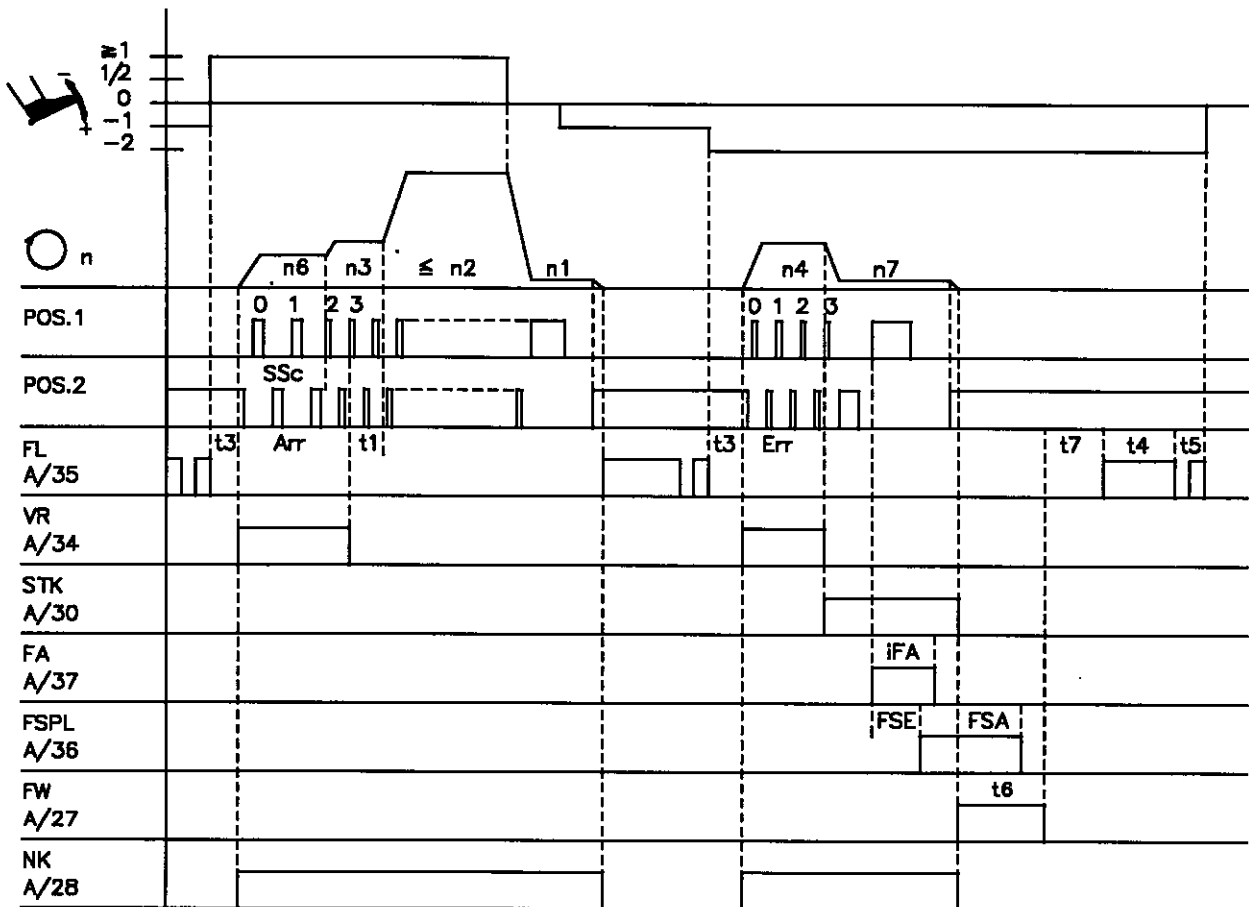 ≥1
1/2
0
-1
-2
−
+
n
n6 n3 ≤ n2 n1 n4 n7
POS.1
0 1 2 3 0 1 2 3
POS.2
SSc
FL
A/35
t3 Arr t1 t3 Err t7 t4 t5
VR
A/34
STK
A/30
FA
A/37
iFA
FSPL
A/36
FSE FSA
FW
A/27
t6
NK
A/28